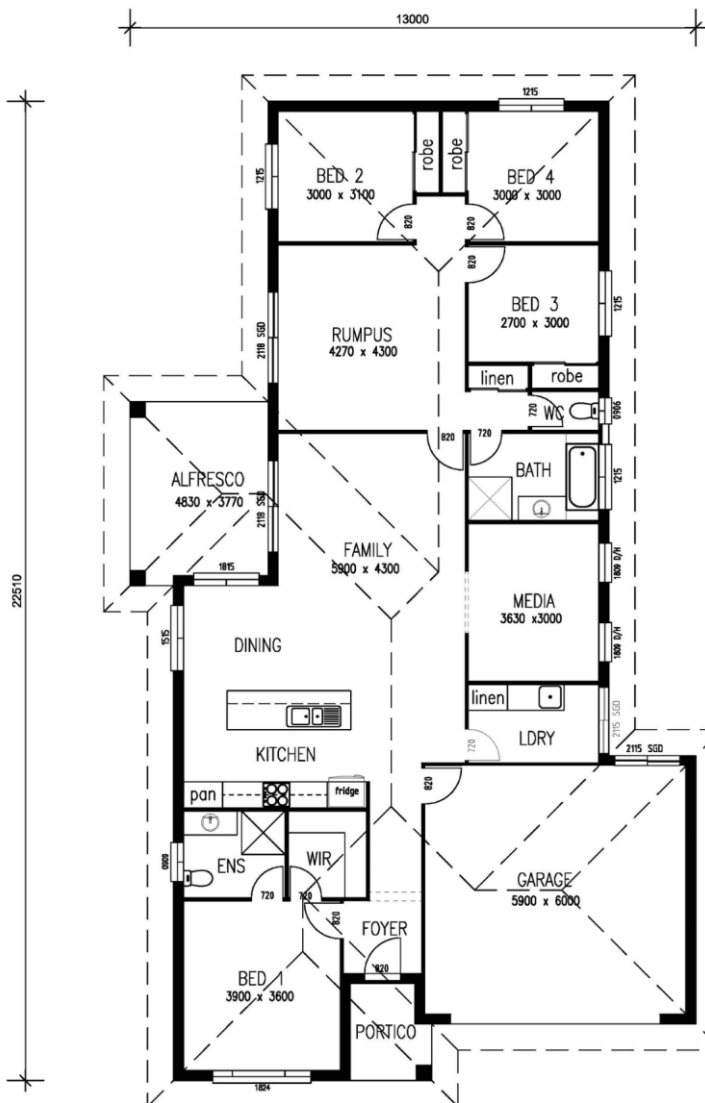 13000
22510
1215
BED 2
3000 x 3100
robe
robe
BED 4
3000 x 3000
1215
820
820
820
BED 3
2700 x 3000
1215
2118 SGD
RUMPUS
4270 x 4300
linen
robe
720
WC
0906
820
720
BATH
1215
ALFRESCO
4830 x 3770
2118 SGD
FAMILY
5900 x 4300
1815
MEDIA
3630 x3000
1809 D/H
1809 D/H
1515
DINING
linen
LDRY
720
2115 SGD
2115 SGD
KITCHEN
pan
fridge
820
ENS
0909
WIR
720
720
820
FOYER
GARAGE
5900 x 6000
820
BED 1
3900 x 3600
PORTICO
1824